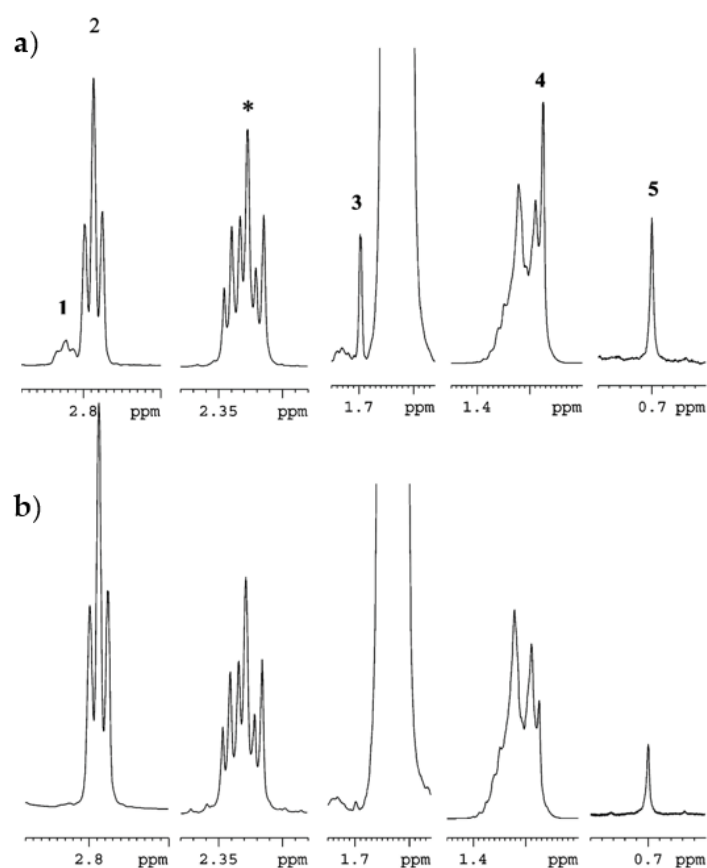 a)
1
2
*
3
4
5
2.8 ppm
2.35 ppm
1.7 ppm
1.4 ppm
0.7 ppm
b)
2.8 ppm
2.35 ppm
1.7 ppm
1.4 ppm
0.7 ppm